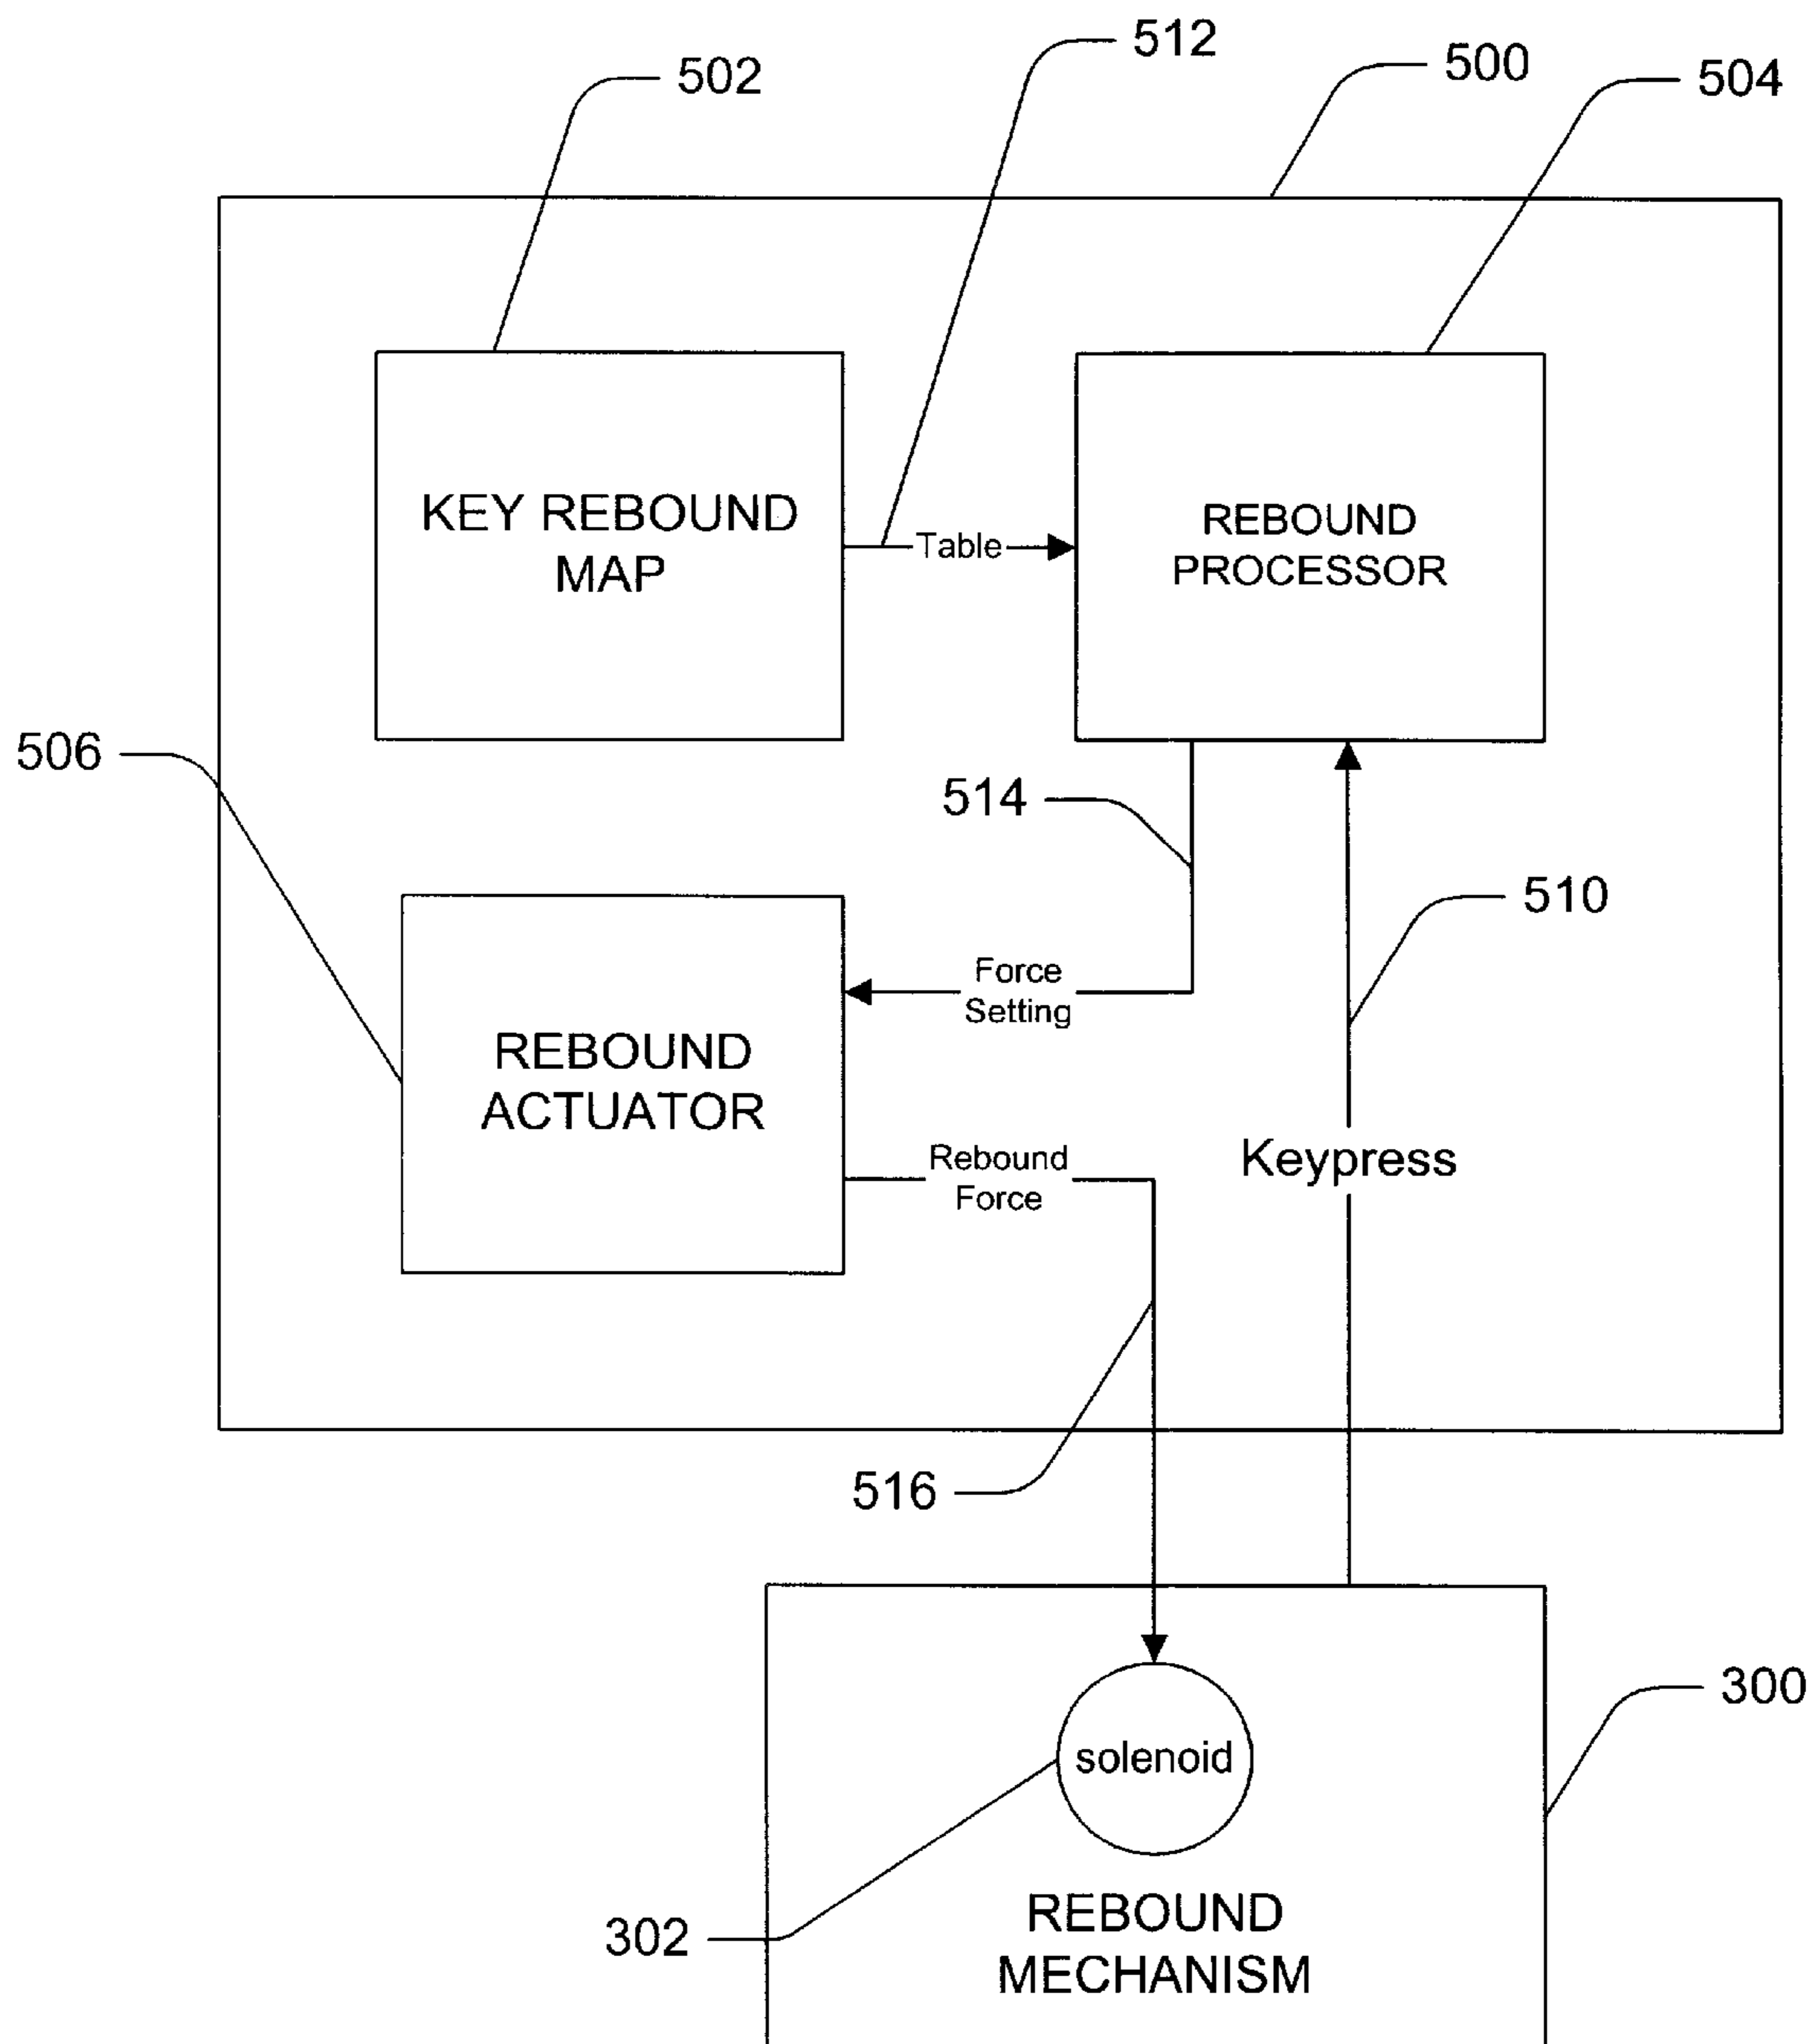 512
502
500
504
KEY REBOUND
MAP
Table
REBOUND
PROCESSOR
506
514
510
Force
Setting
REBOUND
ACTUATOR
Rebound
Force
Keypress
516
300
solenoid
302
REBOUND
MECHANISM